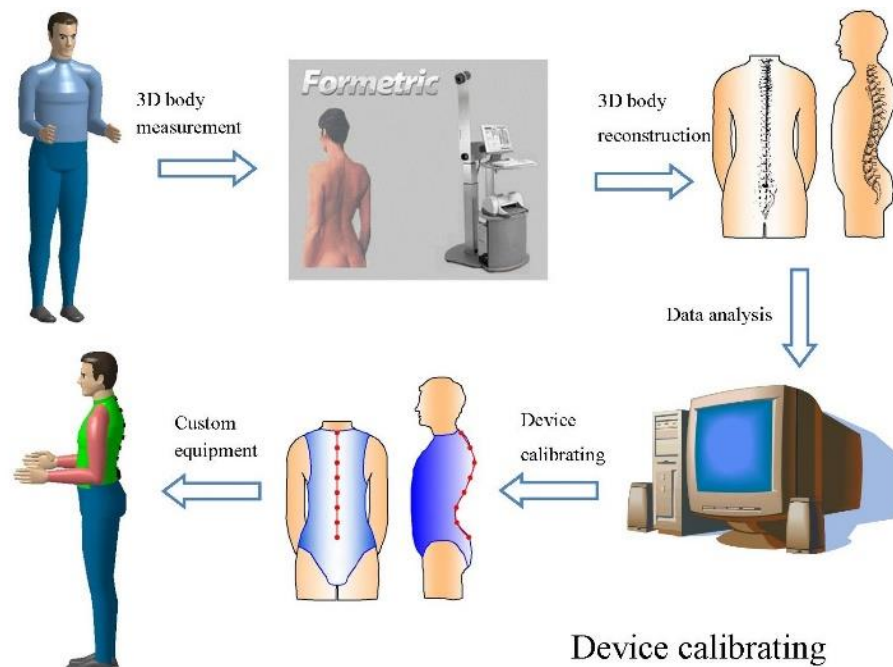 3D body
measurement
Formetric
3D body
reconstruction
Data analysis
Custom
equipment
Device
calibrating
Device calibrating